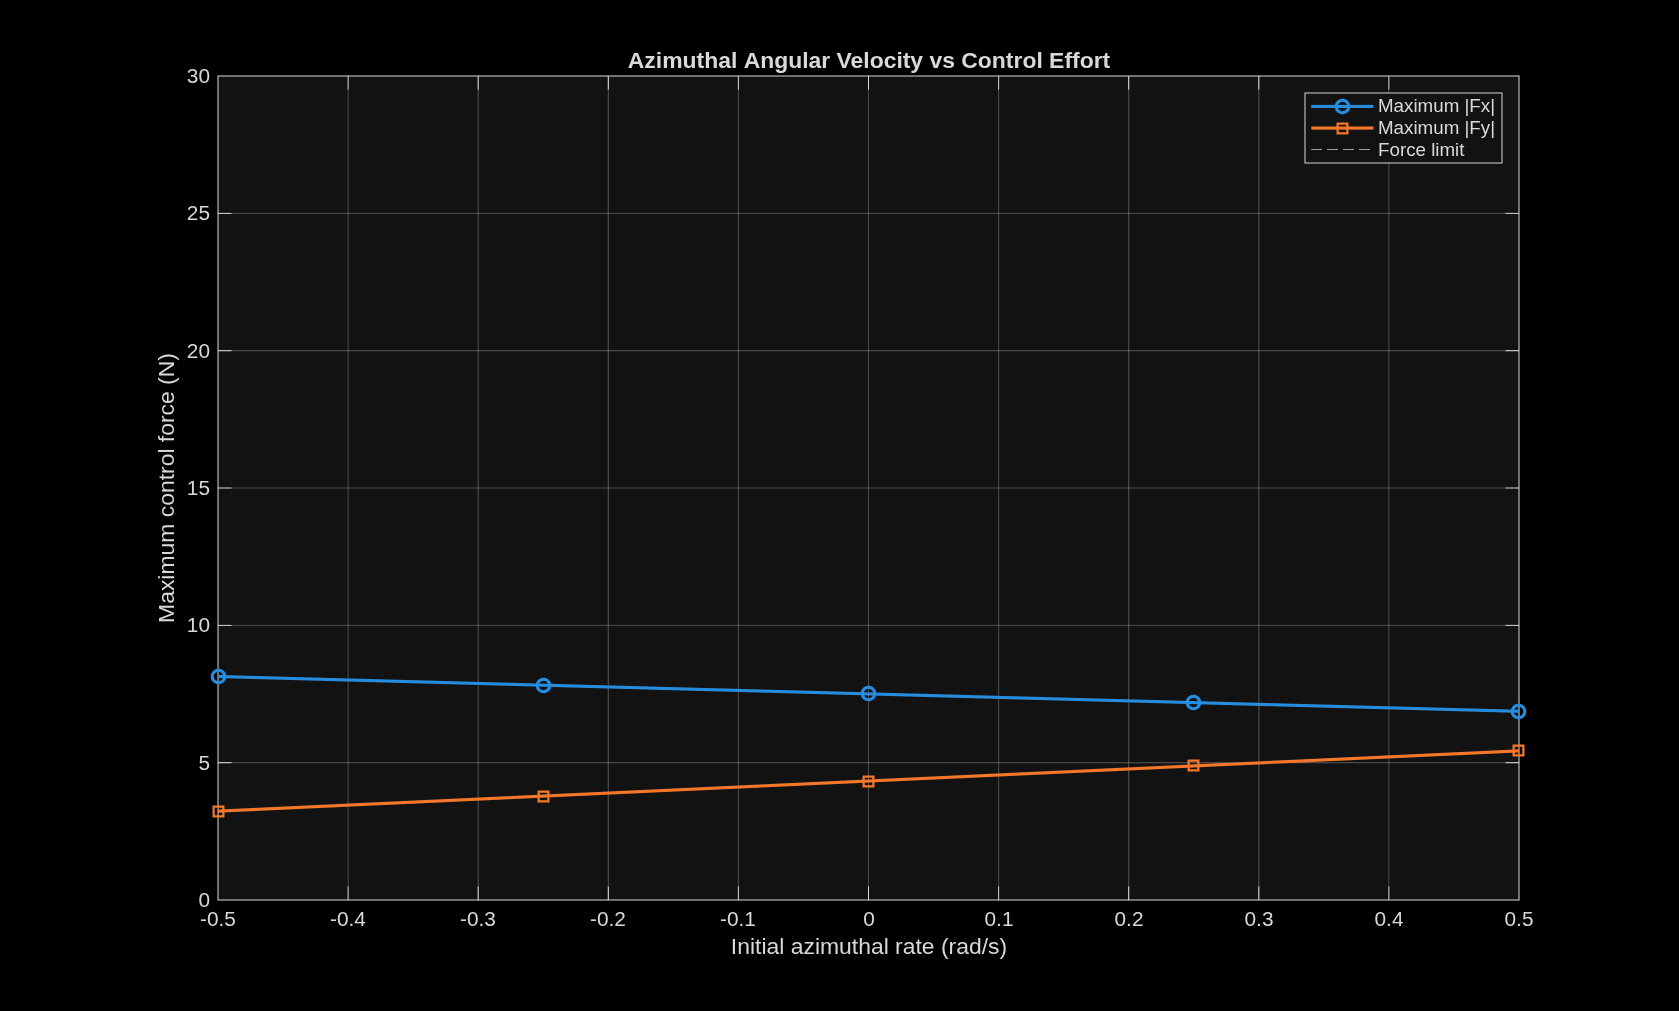 Azimuthal Angular Velocity vs Control Effort
30
25
20
15
10
5
0
Maximum control force (N)
Maximum |Fx|
Maximum |Fy|
Force limit
-0.5 -0.4 -0.3 -0.2 -0.1 0 0.1 0.2 0.3 0.4 0.5
Initial azimuthal rate (rad/s)